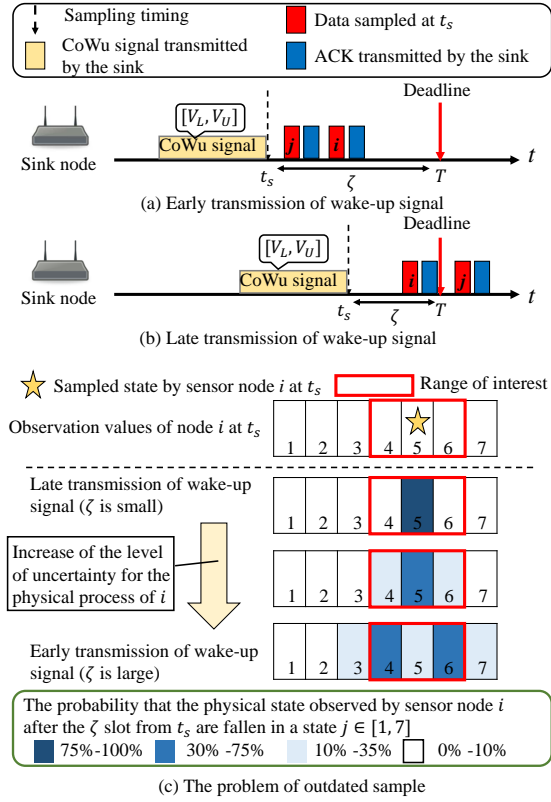 Sampling timing
CoWu signal transmitted
by the sink
Data sampled at t_s
ACK transmitted by the sink
Deadline
[V_L, V_U]
CoWu signal
j
i
Sink node
t
t_s
ζ
T
(a) Early transmission of wake-up signal
Deadline
[V_L, V_U]
CoWu signal
i
j
Sink node
t
t_s
ζ
T
(b) Late transmission of wake-up signal
Sampled state by sensor node i at t_s
Range of interest
Observation values of node i at t_s
1 2 3 4 5 6 7
Late transmission of wake-up
signal (ζ is small)
1 2 3 4 5 6 7
Increase of the level
of uncertainty for the
physical process of i
1 2 3 4 5 6 7
Early transmission of wake-up
signal (ζ is large)
1 2 3 4 5 6 7
The probability that the physical state observed by sensor node i
after the ζ slot from t_s are fallen in a state j ∈ [1, 7]
75%-100% 30% -75% 10% -35% 0% -10%
(c) The problem of outdated sample